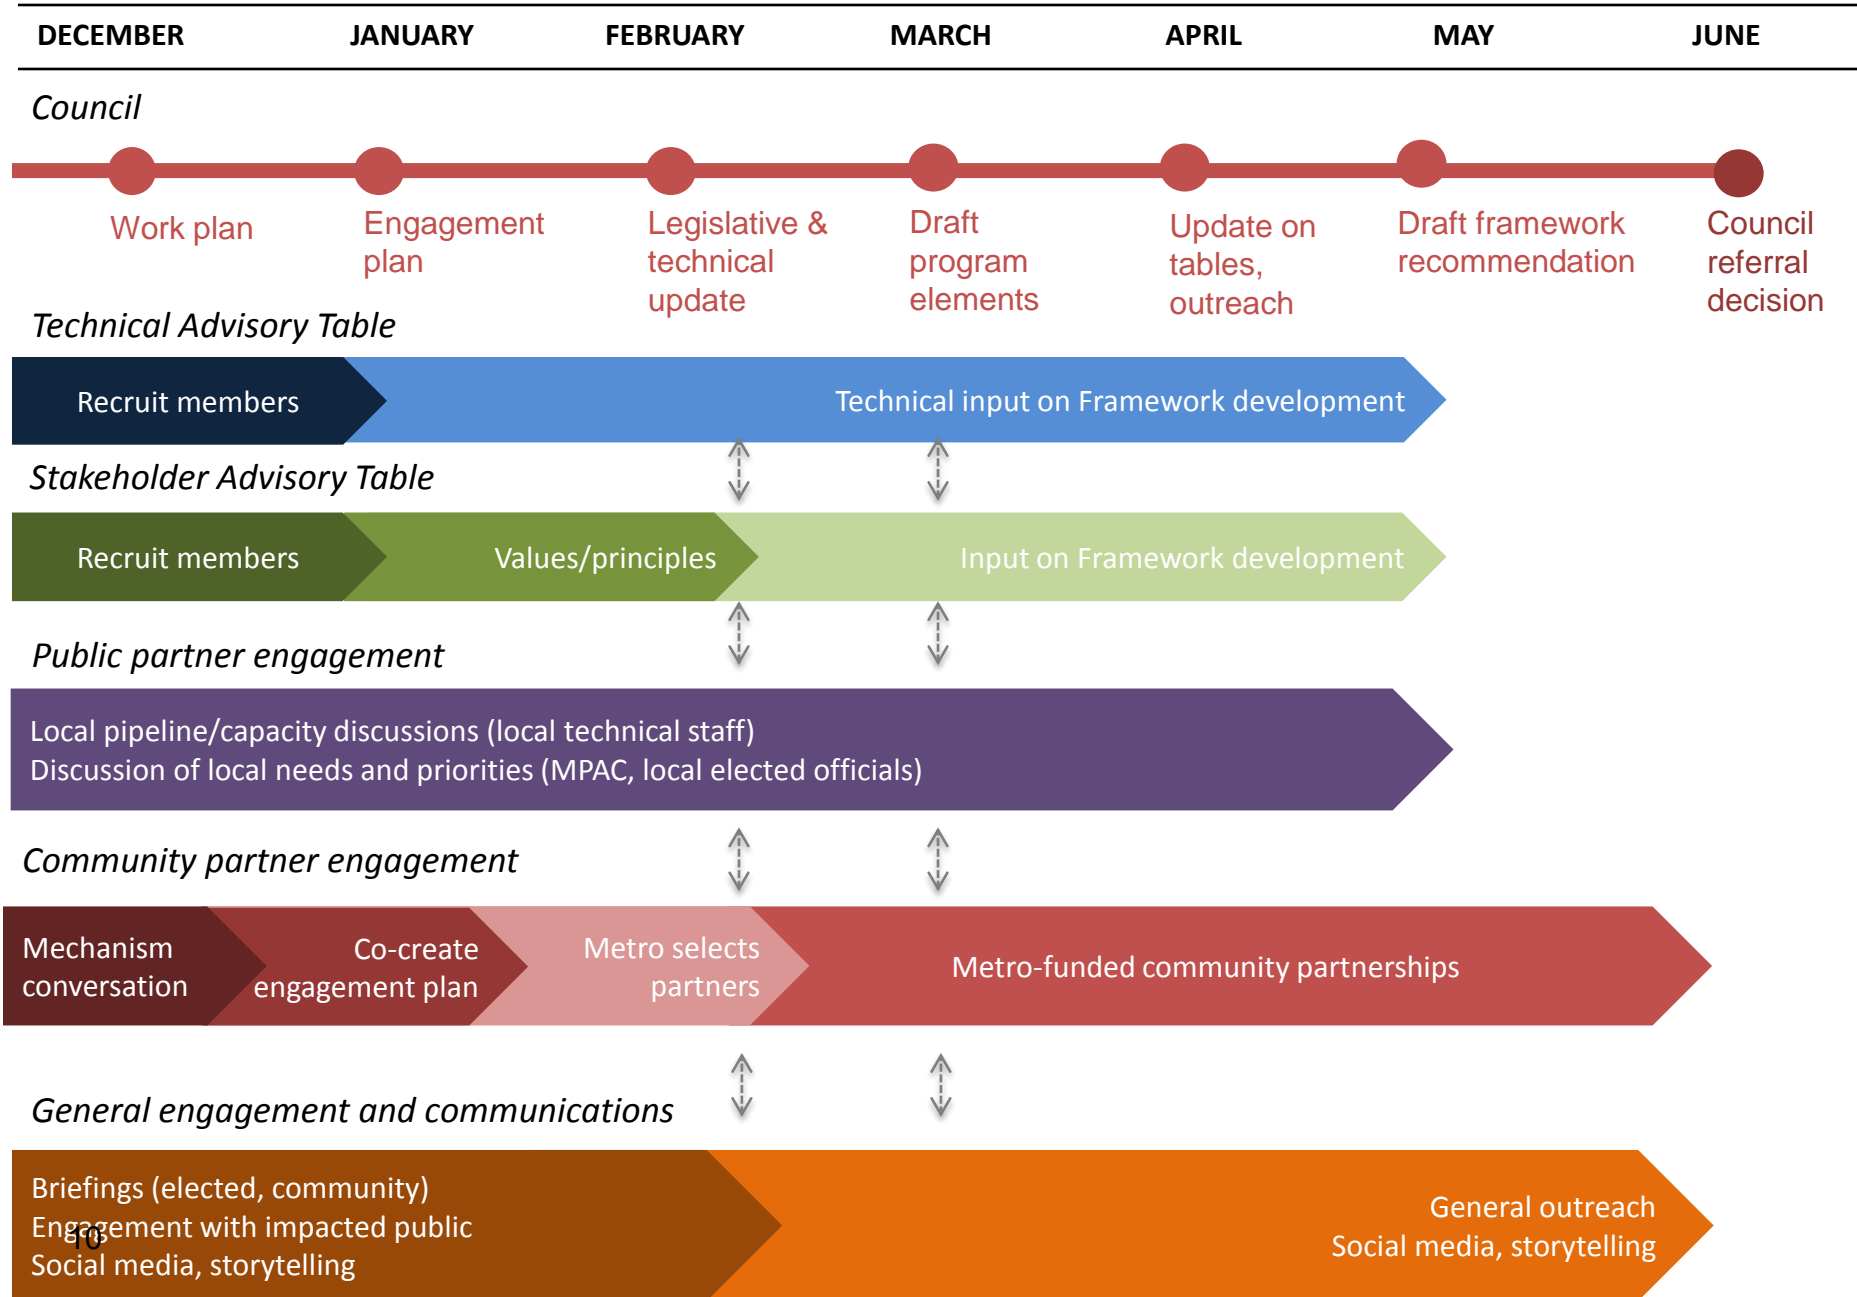 DECEMBER JANUARY FEBRUARY MARCH APRIL MAY JUNE
Council
Work plan
Engagement
plan
Legislative &
technical
update
Draft
program
elements
Update on
tables,
outreach
Draft framework
recommendation
Council
referral
decision
Technical Advisory Table
Recruit members
Technical input on Framework development
Stakeholder Advisory Table
Recruit members
Values/principles
Input on Framework development
Public partner engagement
Local pipeline/capacity discussions (local technical staff)
Discussion of local needs and priorities (MPAC, local elected officials)
Community partner engagement
Mechanism
conversation
Co-create
engagement plan
Metro selects
partners
Metro-funded community partnerships
General engagement and communications
Briefings (elected, community)
Engagement with impacted public
Social media, storytelling
10
General outreach
Social media, storytelling